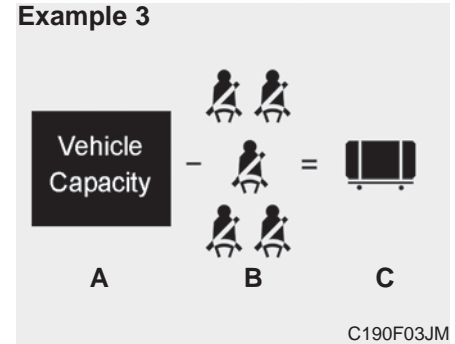 Example 3
Vehicle
Capacity
-
=
A B C
C190F03JM